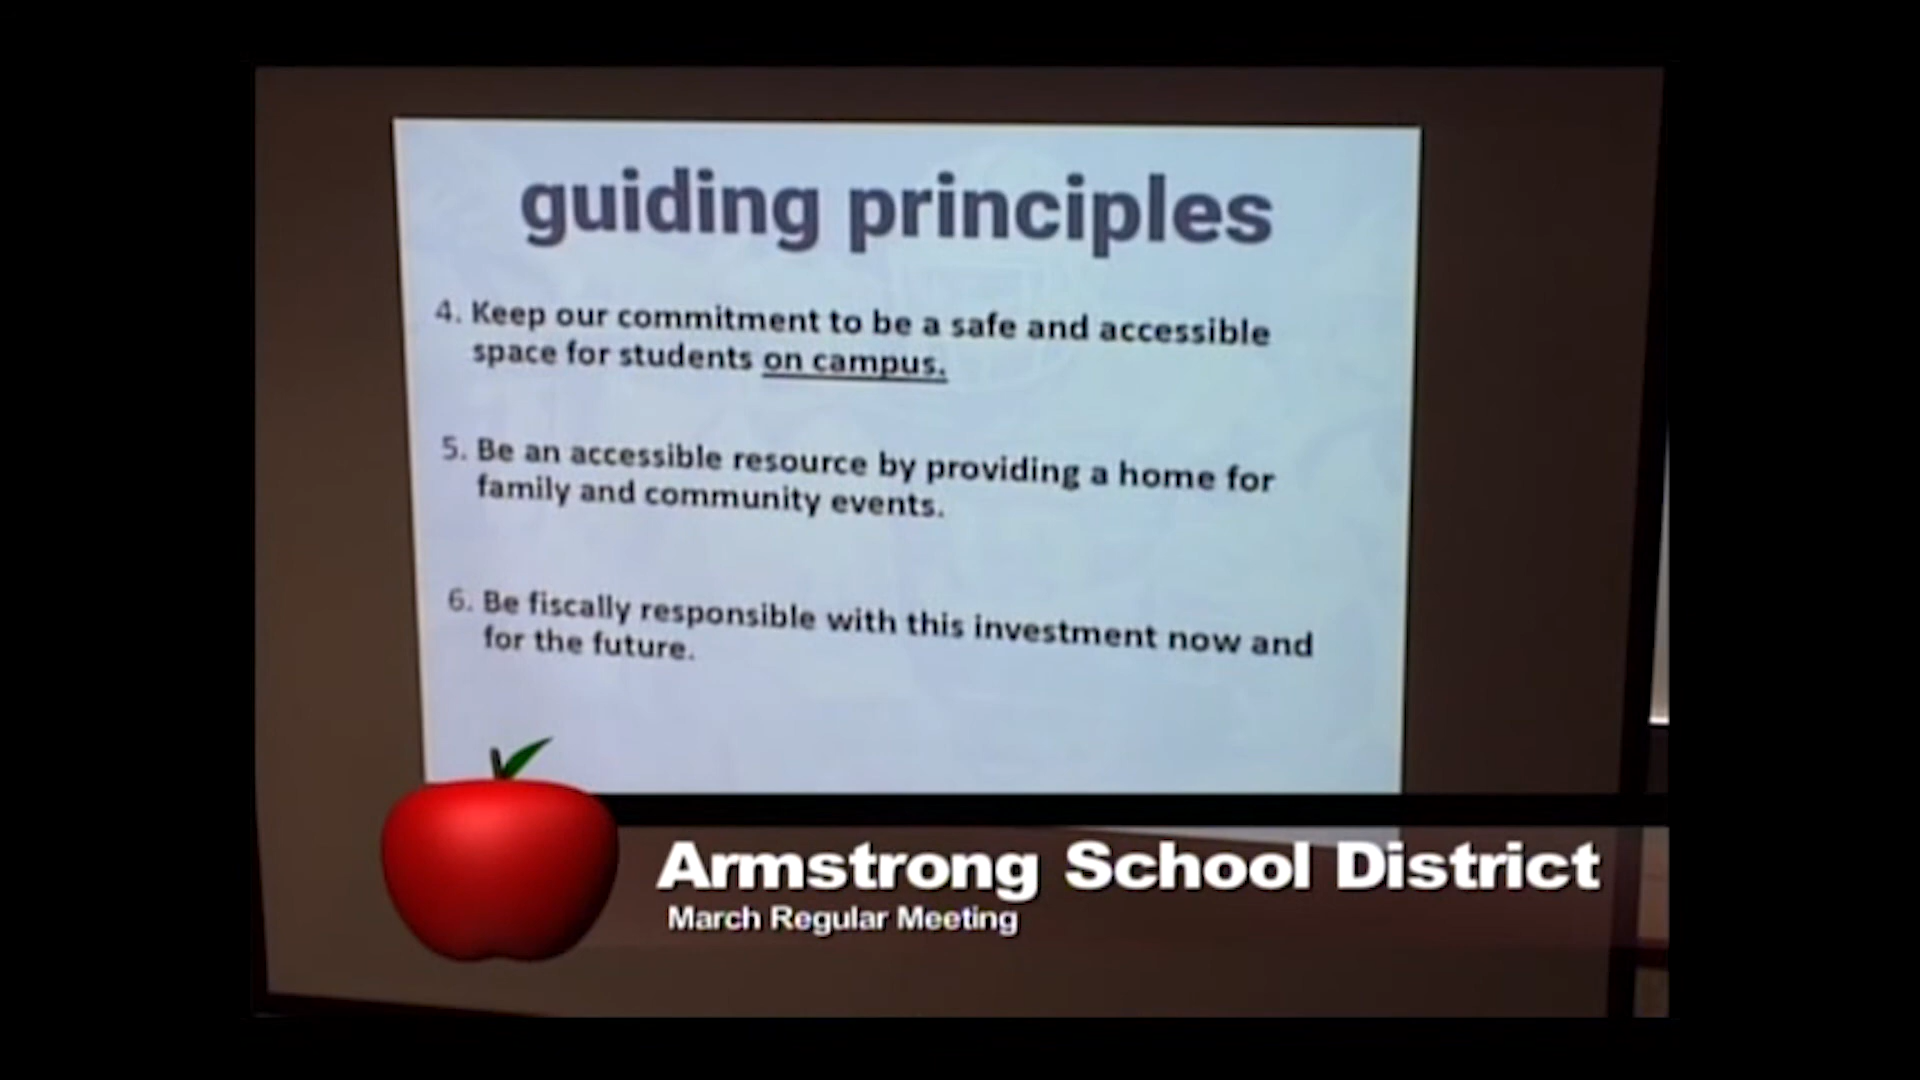 guiding principles
4. Keep our commitment to be a safe and accessible
space for students on campus.
5. Be an accessible resource by providing a home for
family and community events.
6. Be fiscally responsible with this investment now and
for the future.
Armstrong School District
March Regular Meeting